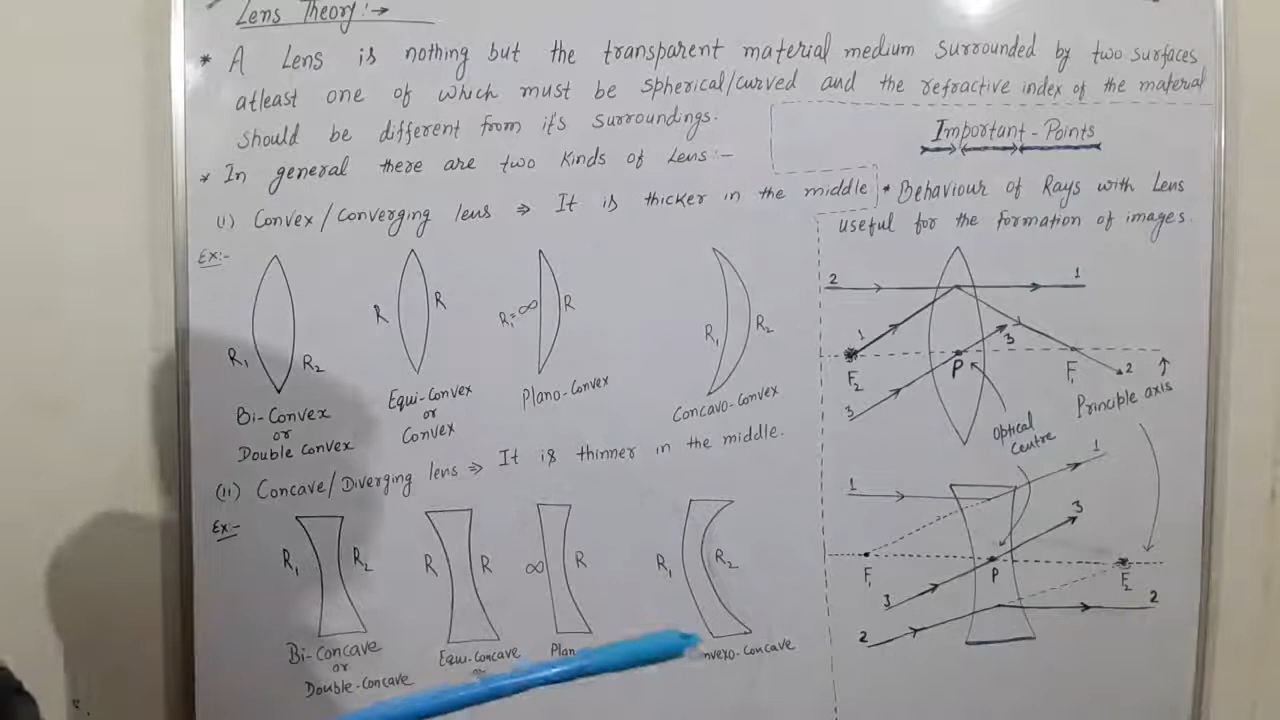 Lens Theory:→
* A Lens is nothing but the transparent material medium surrounded by two surfaces
atleast one of which must be spherical/curved and the refractive index of the material
should be different from it's surroundings.
* In general there are two kinds of Lens:-
(i) Convex/Converging lens ⇒ It is thicker in the middle
Ex:-
R₁ R₂
Bi-Convex
or
Double Convex
R R
Equi-Convex
or
Convex
R₁=∞ R
Plano-Convex
R₁ R₂
Concavo-Convex
(ii) Concave/Diverging lens ⇒ It is thinner in the middle.
Ex:-
R₁ R₂
Bi-Concave
or
Double-Concave
R R
Equi-Concave
∞ R
Plan
R₁ R₂
nvexo-Concave
Important-Points
* Behaviour of Rays with Lens
useful for the formation of images.
2 1
1 3
F₂ P F₁ 2
3
Principle axis
Optical
centre
1 1
3
F₁ P F₂
3
2 2